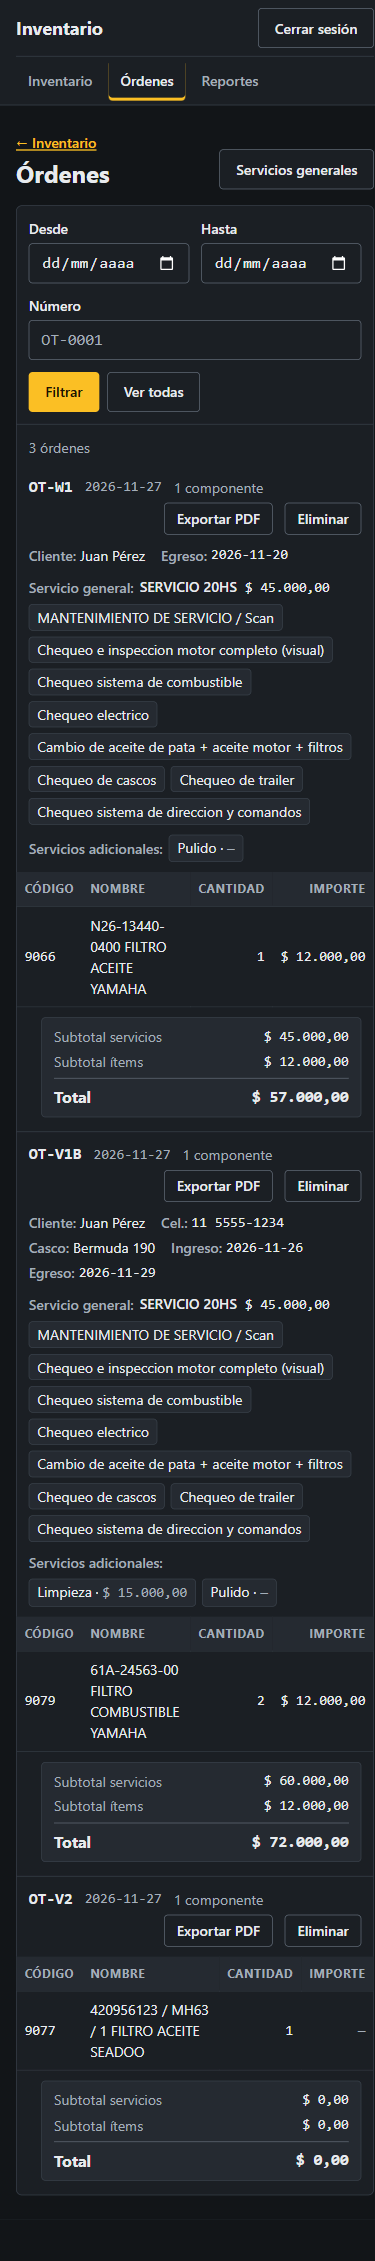 Inventario
Cerrar sesión
Inventario Órdenes Reportes
← Inventario
Órdenes
Servicios generales
Desde Hasta
dd/mm/aaaa dd/mm/aaaa
Número
OT-0001
Filtrar Ver todas
3 órdenes
OT-W1 2026-11-27 1 componente
Exportar PDF Eliminar
Cliente: Juan Pérez Egreso: 2026-11-20
Servicio general: SERVICIO 20HS $ 45.000,00
MANTENIMIENTO DE SERVICIO / Scan
Chequeo e inspeccion motor completo (visual)
Chequeo sistema de combustible
Chequeo electrico
Cambio de aceite de pata + aceite motor + filtros
Chequeo de cascos Chequeo de trailer
Chequeo sistema de direccion y comandos
Servicios adicionales: Pulido · —
CÓDIGO NOMBRE CANTIDAD IMPORTE
9066 N26-13440-0400 FILTRO ACEITE YAMAHA 1 $ 12.000,00
Subtotal servicios $ 45.000,00
Subtotal ítems $ 12.000,00
Total $ 57.000,00
OT-V1B 2026-11-27 1 componente
Exportar PDF Eliminar
Cliente: Juan Pérez Cel.: 11 5555-1234
Casco: Bermuda 190 Ingreso: 2026-11-26
Egreso: 2026-11-29
Servicio general: SERVICIO 20HS $ 45.000,00
MANTENIMIENTO DE SERVICIO / Scan
Chequeo e inspeccion motor completo (visual)
Chequeo sistema de combustible
Chequeo electrico
Cambio de aceite de pata + aceite motor + filtros
Chequeo de cascos Chequeo de trailer
Chequeo sistema de direccion y comandos
Servicios adicionales:
Limpieza · $ 15.000,00 Pulido · —
CÓDIGO NOMBRE CANTIDAD IMPORTE
9079 61A-24563-00 FILTRO COMBUSTIBLE YAMAHA 2 $ 12.000,00
Subtotal servicios $ 60.000,00
Subtotal ítems $ 12.000,00
Total $ 72.000,00
OT-V2 2026-11-27 1 componente
Exportar PDF Eliminar
CÓDIGO NOMBRE CANTIDAD IMPORTE
9077 420956123 / MH63 / 1 FILTRO ACEITE SEADOO 1 —
Subtotal servicios $ 0,00
Subtotal ítems $ 0,00
Total $ 0,00